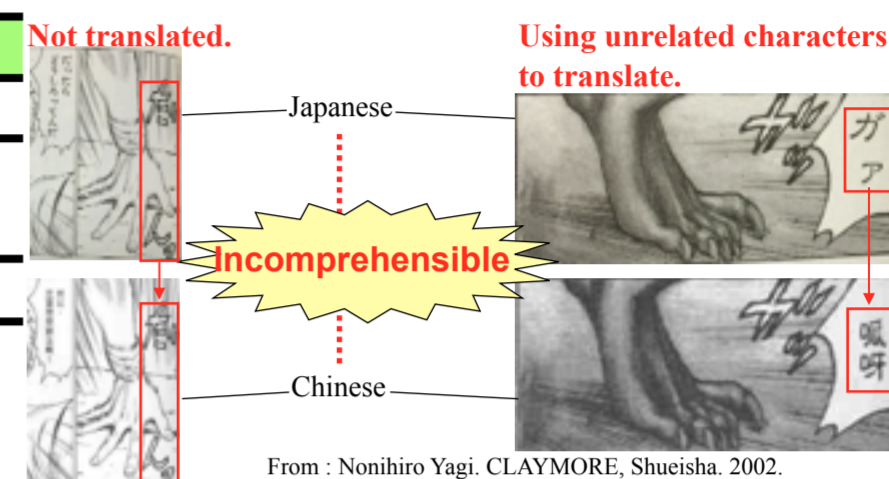 Not translated.
Using unrelated characters
to translate.
Japanese
ガァ
Incomprehensible
Chinese
呱呀
From : Nonihiro Yagi. CLAYMORE, Shueisha. 2002.